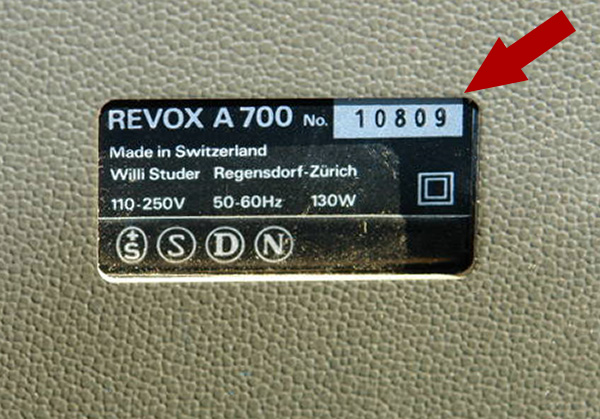 REVOX A 700 No. 10809
Made in Switzerland
Willi Studer Regensdorf-Zürich
110-250V 50-60Hz 130W
+S S D N